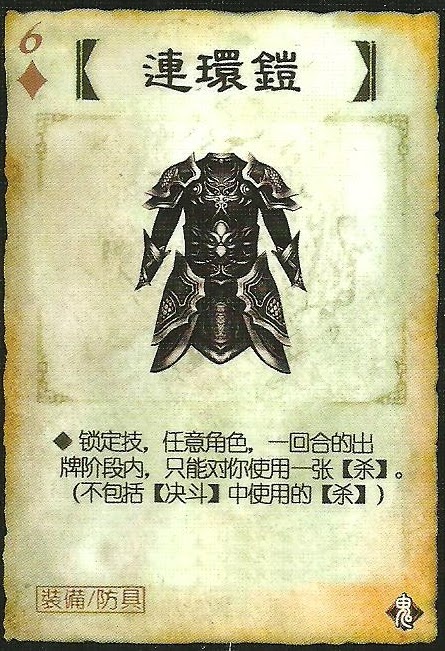 6
連環鎧
◆锁定技，任意角色，一回合的出
牌阶段内，只能对你使用一张【杀】。
（不包括【决斗】中使用的【杀】）
裝備/防具
鬼